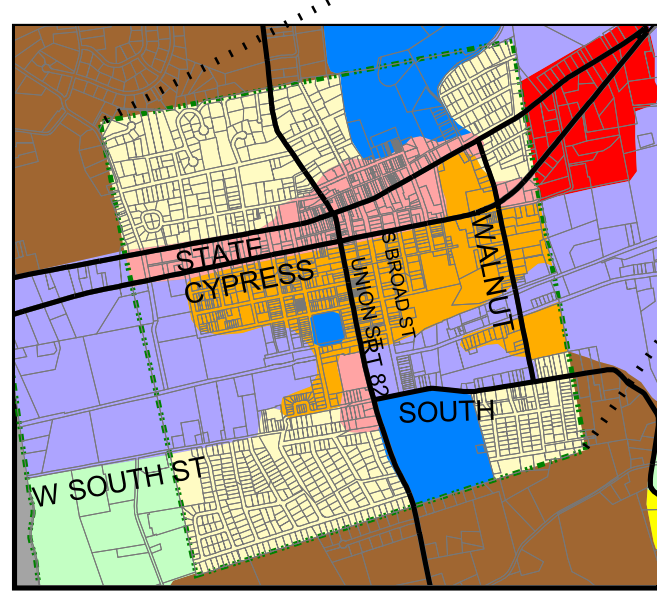 STATE
CYPRESS
WALNUT
S BROAD ST
UNION ST
RT 82
SOUTH
W SOUTH ST